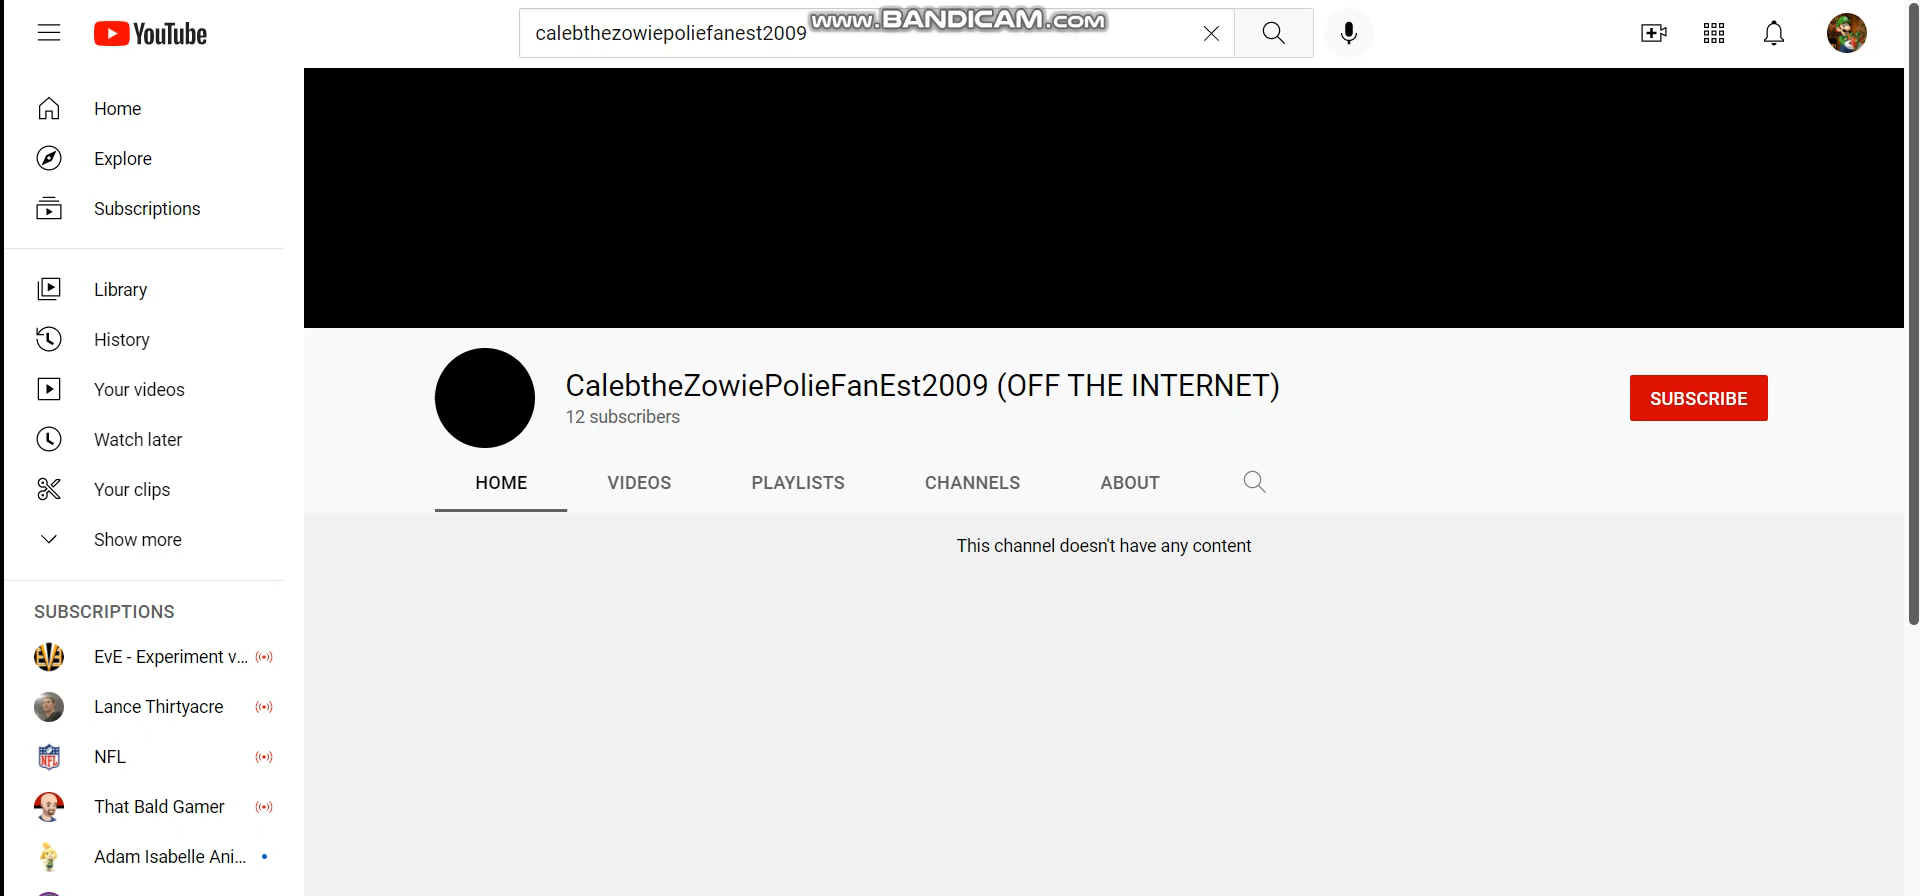 YouTube
calebthezowiepoliefanest2009
www.BANDICAM.com
Home
Explore
Subscriptions
Library
History
Your videos
Watch later
Your clips
Show more
SUBSCRIPTIONS
EvE - Experiment v...
Lance Thirtyacre
NFL
That Bald Gamer
Adam Isabelle Ani...
CalebtheZowiePolieFanEst2009 (OFF THE INTERNET)
12 subscribers
SUBSCRIBE
HOME VIDEOS PLAYLISTS CHANNELS ABOUT
This channel doesn't have any content